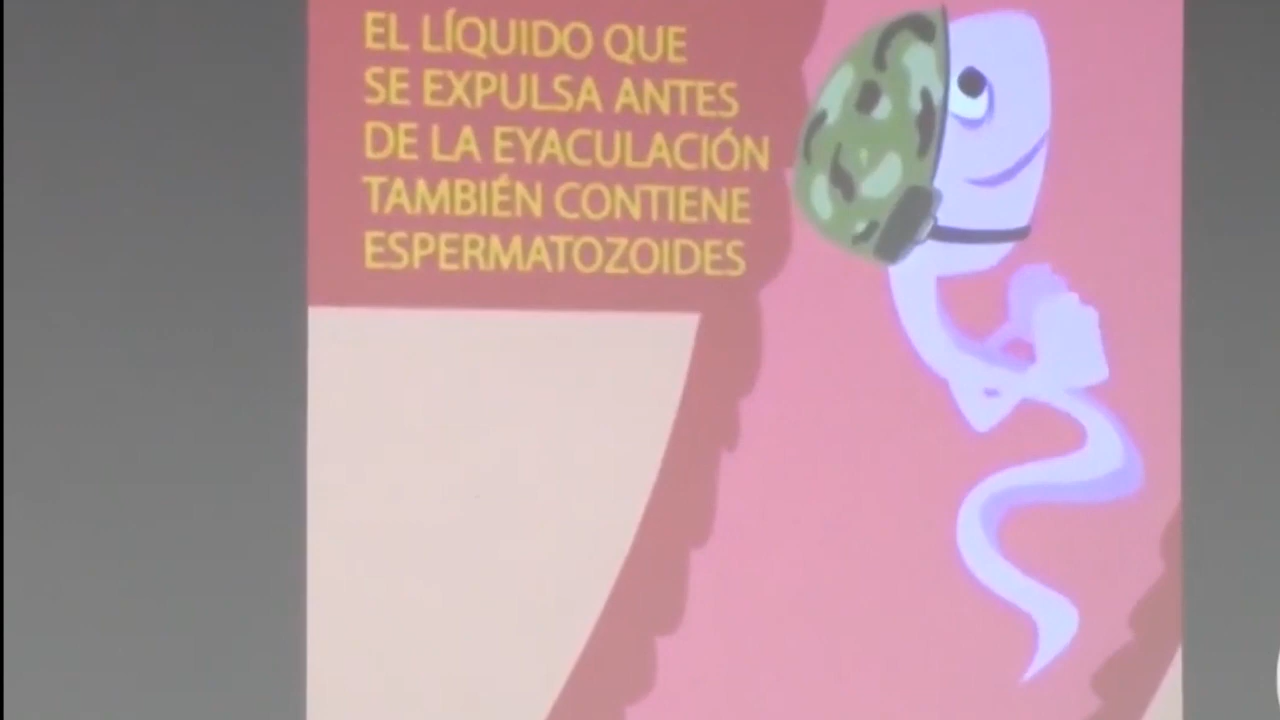 EL LÍQUIDO QUE
SE EXPULSA ANTES
DE LA EYACULACIÓN
TAMBIÉN CONTIENE
ESPERMATOZOIDES